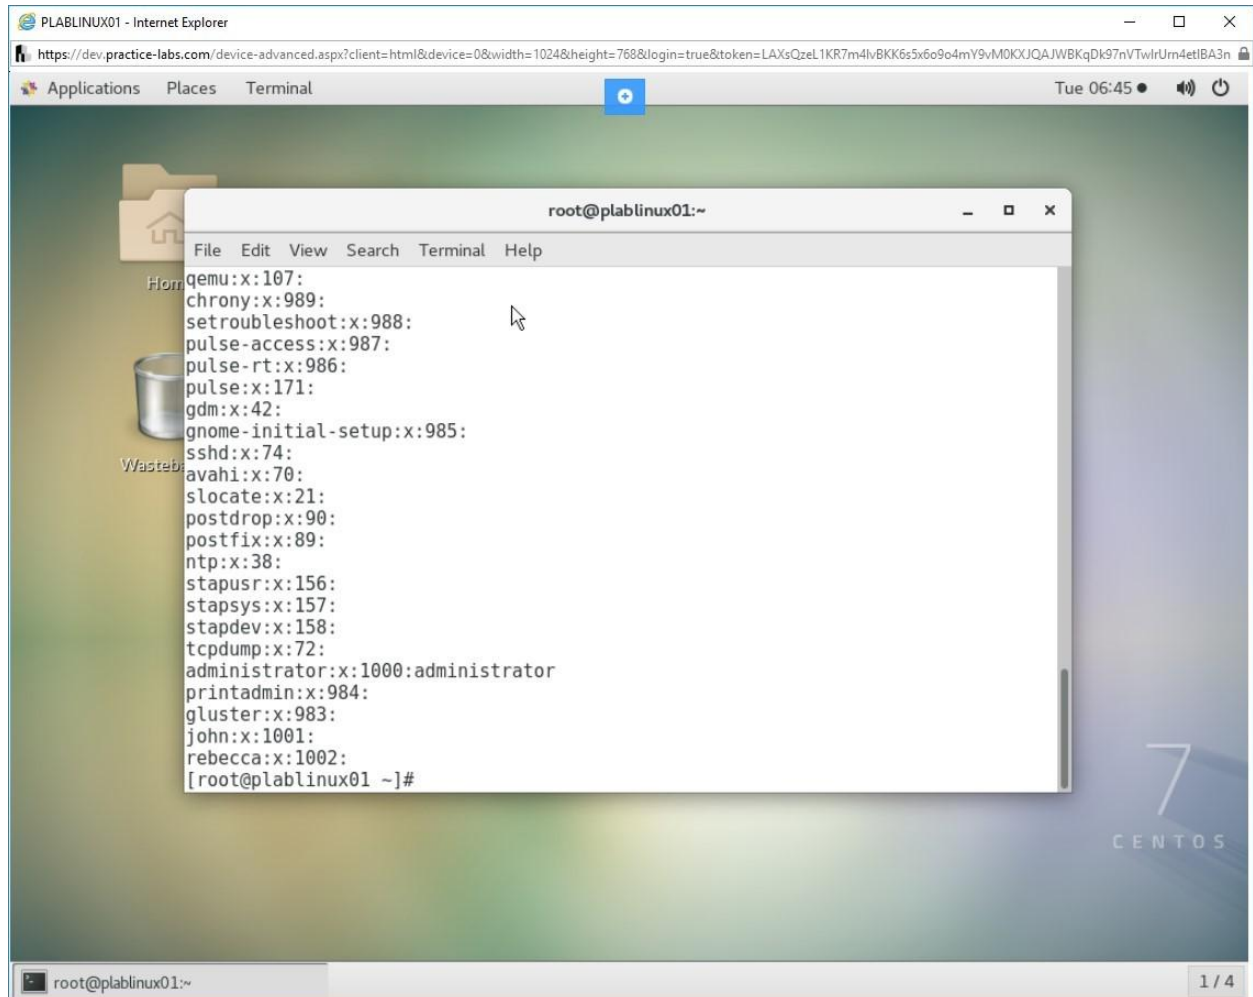 PLABLINUX01 - Internet Explorer
https://dev.practice-labs.com/device-advanced.aspx?client=html&device=0&width=1024&height=768&login=true&token=
Applications Places Terminal Tue 06:45
root@plablinux01:~
File Edit View Search Terminal Help
Hom
qemu:x:107:
chrony:x:989:
setroubleshoot:x:988:
pulse-access:x:987:
pulse-rt:x:986:
pulse:x:171:
gdm:x:42:
gnome-initial-setup:x:985:
Wasteb
sshd:x:74:
avahi:x:70:
slocate:x:21:
postdrop:x:90:
postfix:x:89:
ntp:x:38:
stapusr:x:156:
stapsys:x:157:
stapdev:x:158:
tcpdump:x:72:
administrator:x:1000:administrator
printadmin:x:984:
gluster:x:983:
john:x:1001:
rebecca:x:1002:
[root@plablinux01 ~]#
7
CENTOS
root@plablinux01:~ 1 / 4